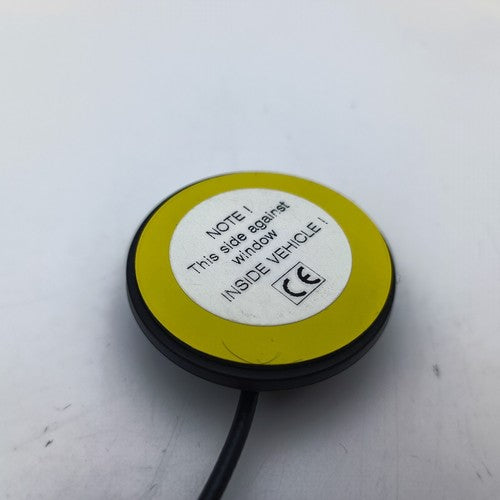 NOTE !
This side against
window
INSIDE VEHICLE !
CE